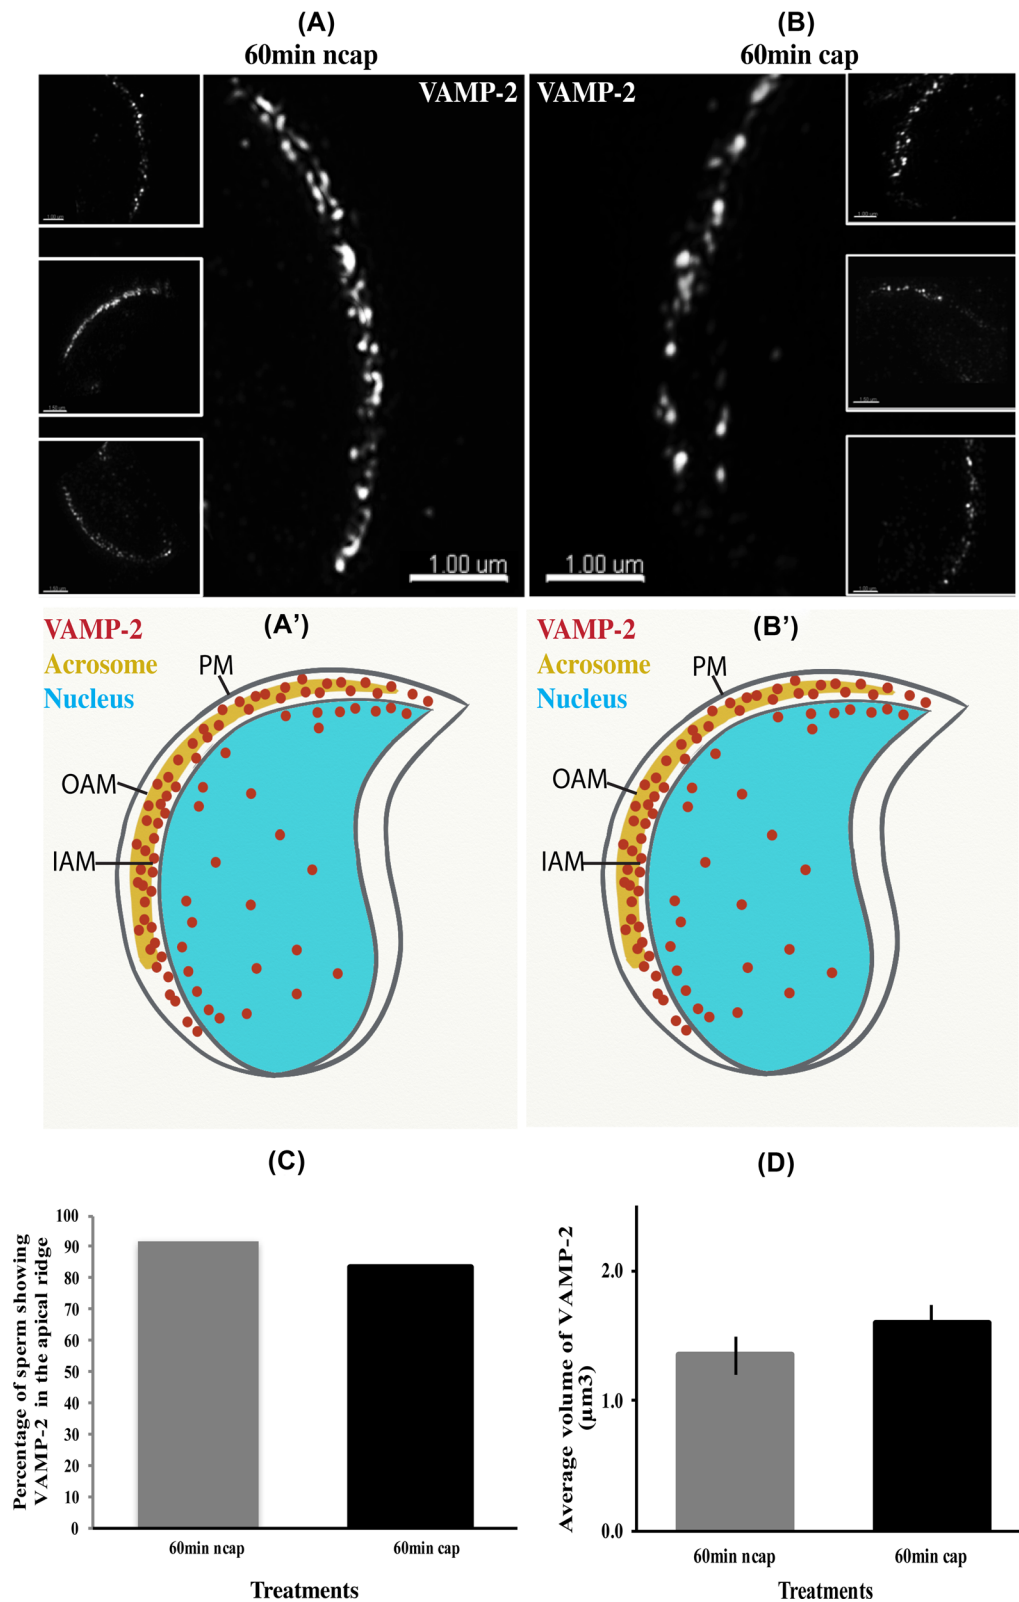 (A)
60min ncap
(B)
60min cap
VAMP-2
VAMP-2
1.00 um
1.00 um
(A’)
VAMP-2
Acrosome
Nucleus
PM
OAM
IAM
(B’)
VAMP-2
Acrosome
Nucleus
PM
OAM
IAM
(C)
Percentage of sperm showing
VAMP-2 in the apical ridge
100
90
80
70
60
50
40
30
20
10
0
60min ncap
60min cap
Treatments
(D)
Average volume of VAMP-2
(µm3)
2.0
1.0
0.0
60min ncap
60min cap
Treatments